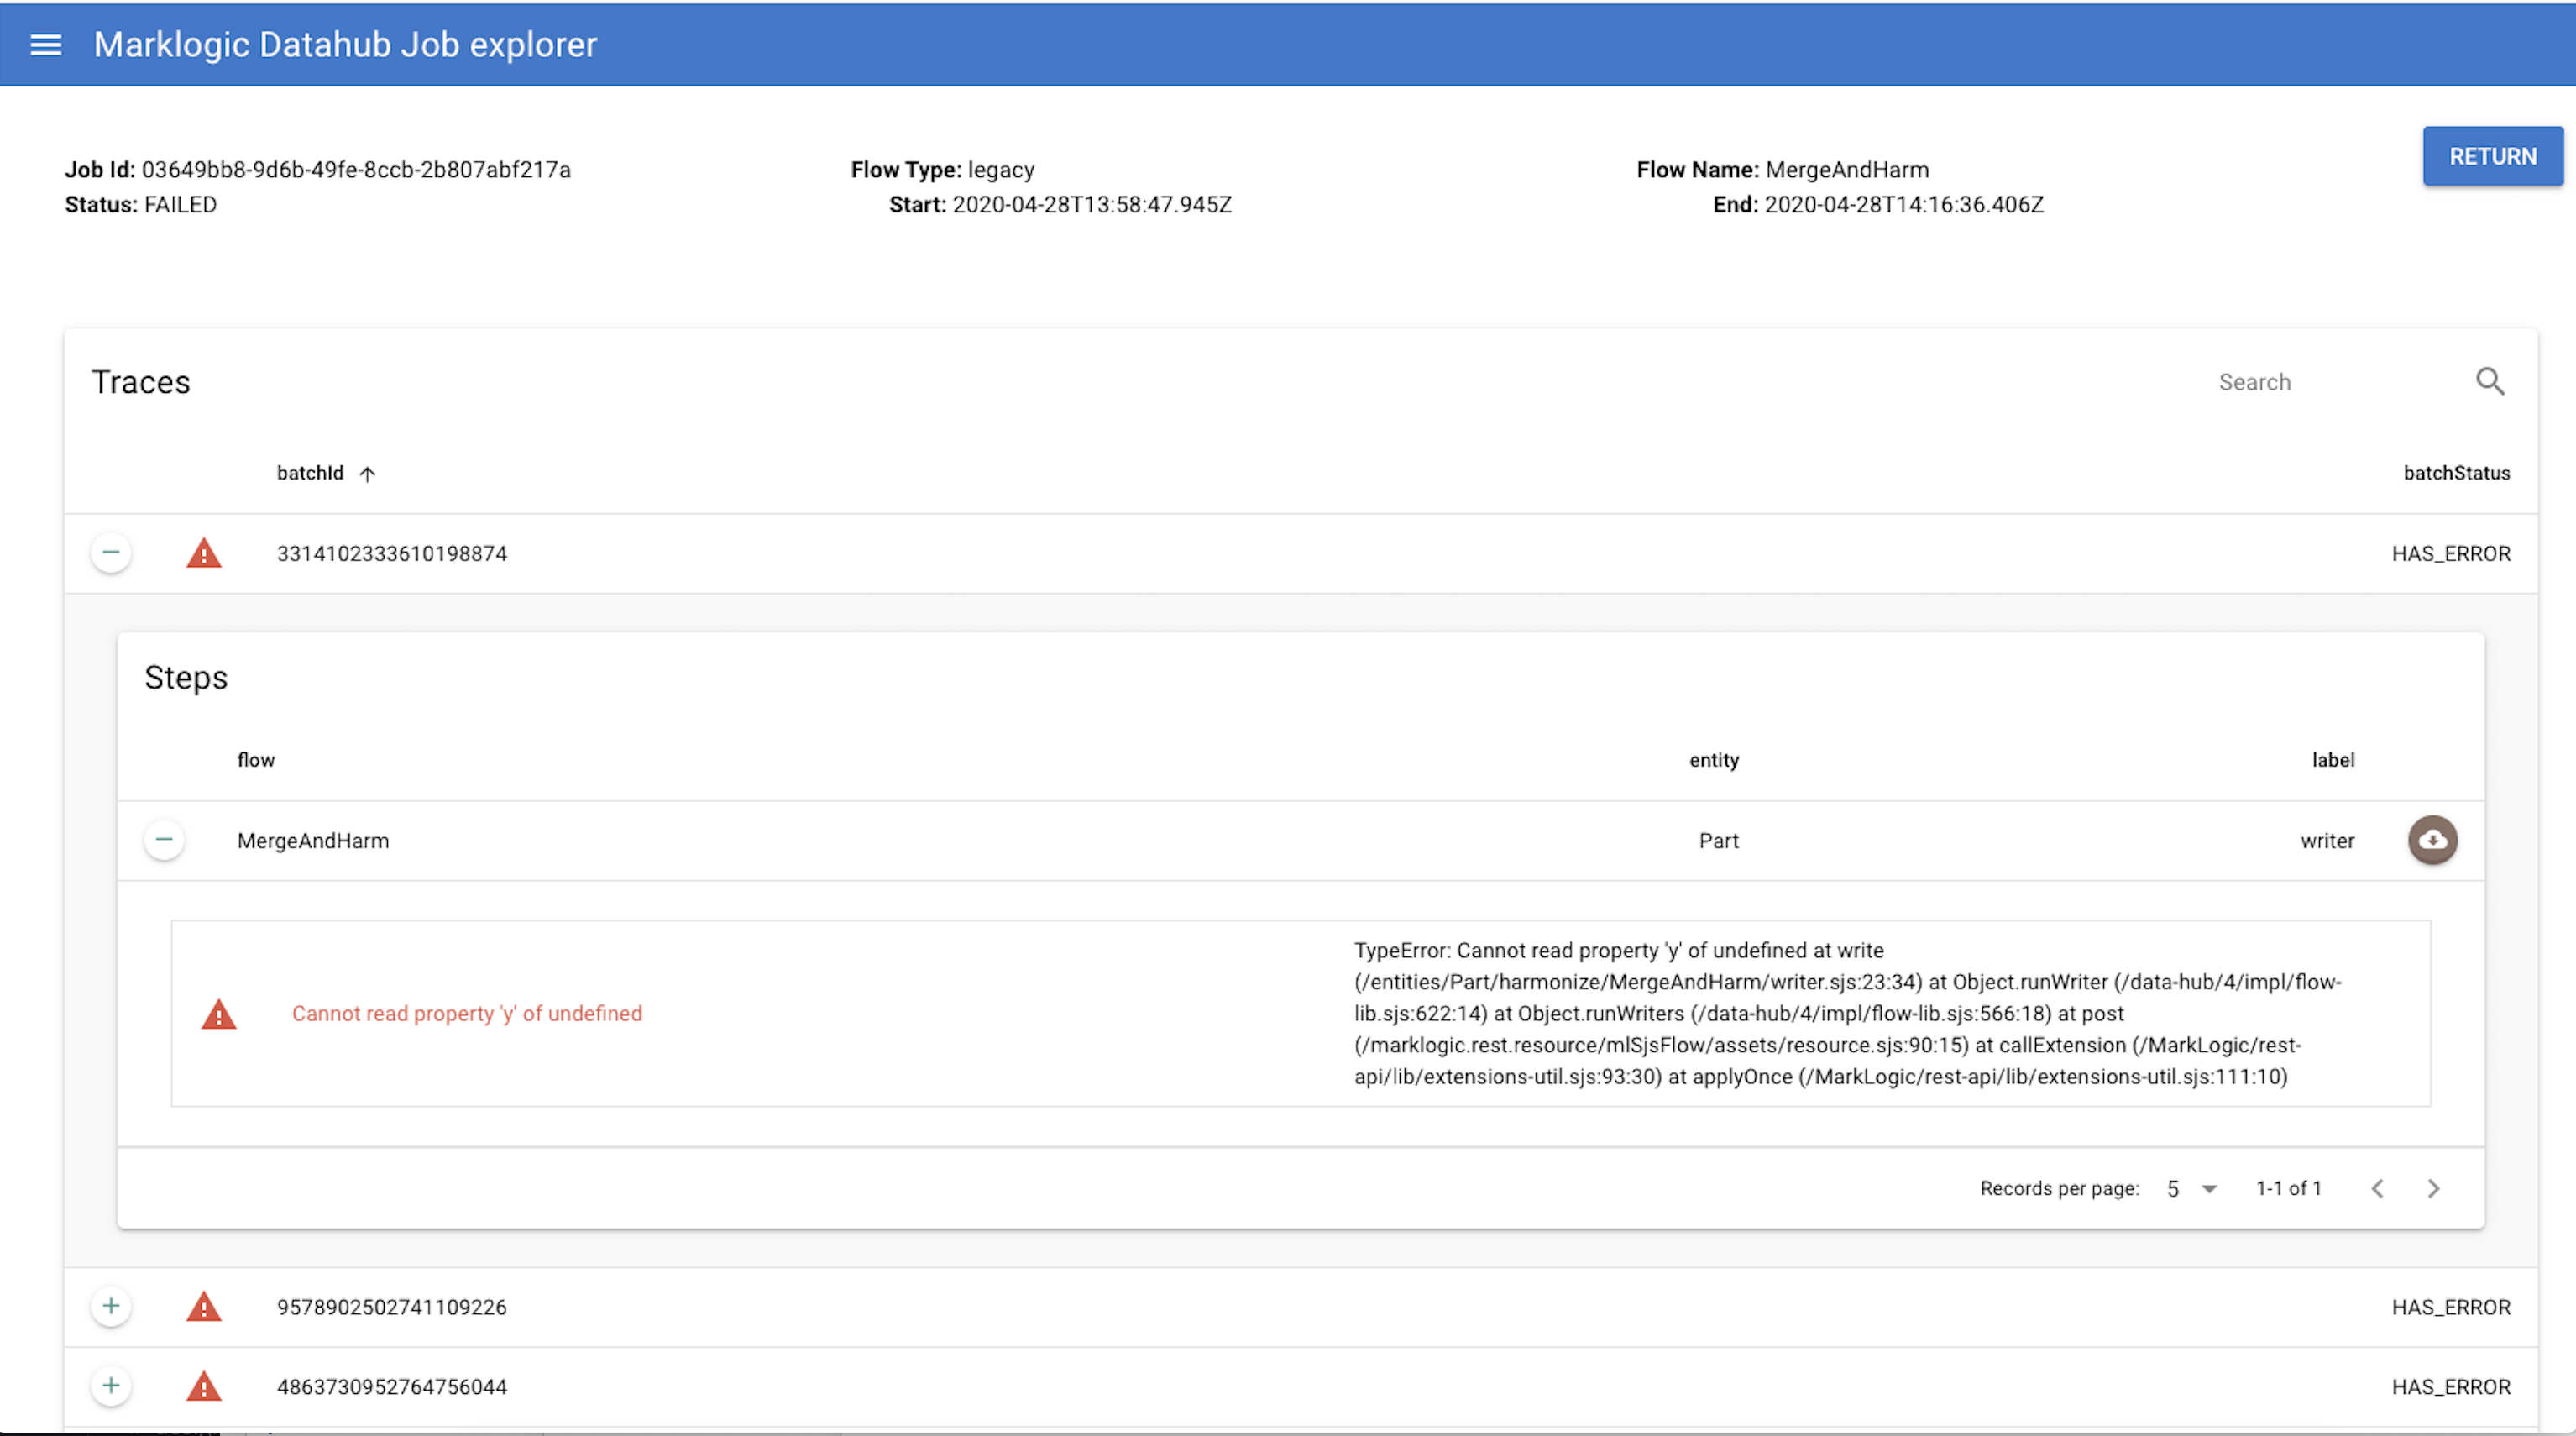 Marklogic Datahub Job explorer
Job Id: 03649bb8-9d6b-49fe-8ccb-2b807abf217a
Flow Type: legacy
Flow Name: MergeAndHarm
RETURN
Status: FAILED
Start: 2020-04-28T13:58:47.945Z
End: 2020-04-28T14:16:36.406Z
Traces
Search
batchId
batchStatus
3314102333610198874
HAS_ERROR
Steps
flow
entity
label
MergeAndHarm
Part
writer
Cannot read property 'y' of undefined
TypeError: Cannot read property 'y' of undefined at write
(/entities/Part/harmonize/MergeAndHarm/writer.sjs:23:34) at Object.runWriter (/data-hub/4/impl/flow-
lib.sjs:622:14) at Object.runWriters (/data-hub/4/impl/flow-lib.sjs:566:18) at post
(/marklogic.rest.resource/mlSjsFlow/assets/resource.sjs:90:15) at callExtension (/MarkLogic/rest-
api/lib/extensions-util.sjs:93:30) at applyOnce (/MarkLogic/rest-api/lib/extensions-util.sjs:111:10)
Records per page: 5
1-1 of 1
9578902502741109226
HAS_ERROR
4863730952764756044
HAS_ERROR